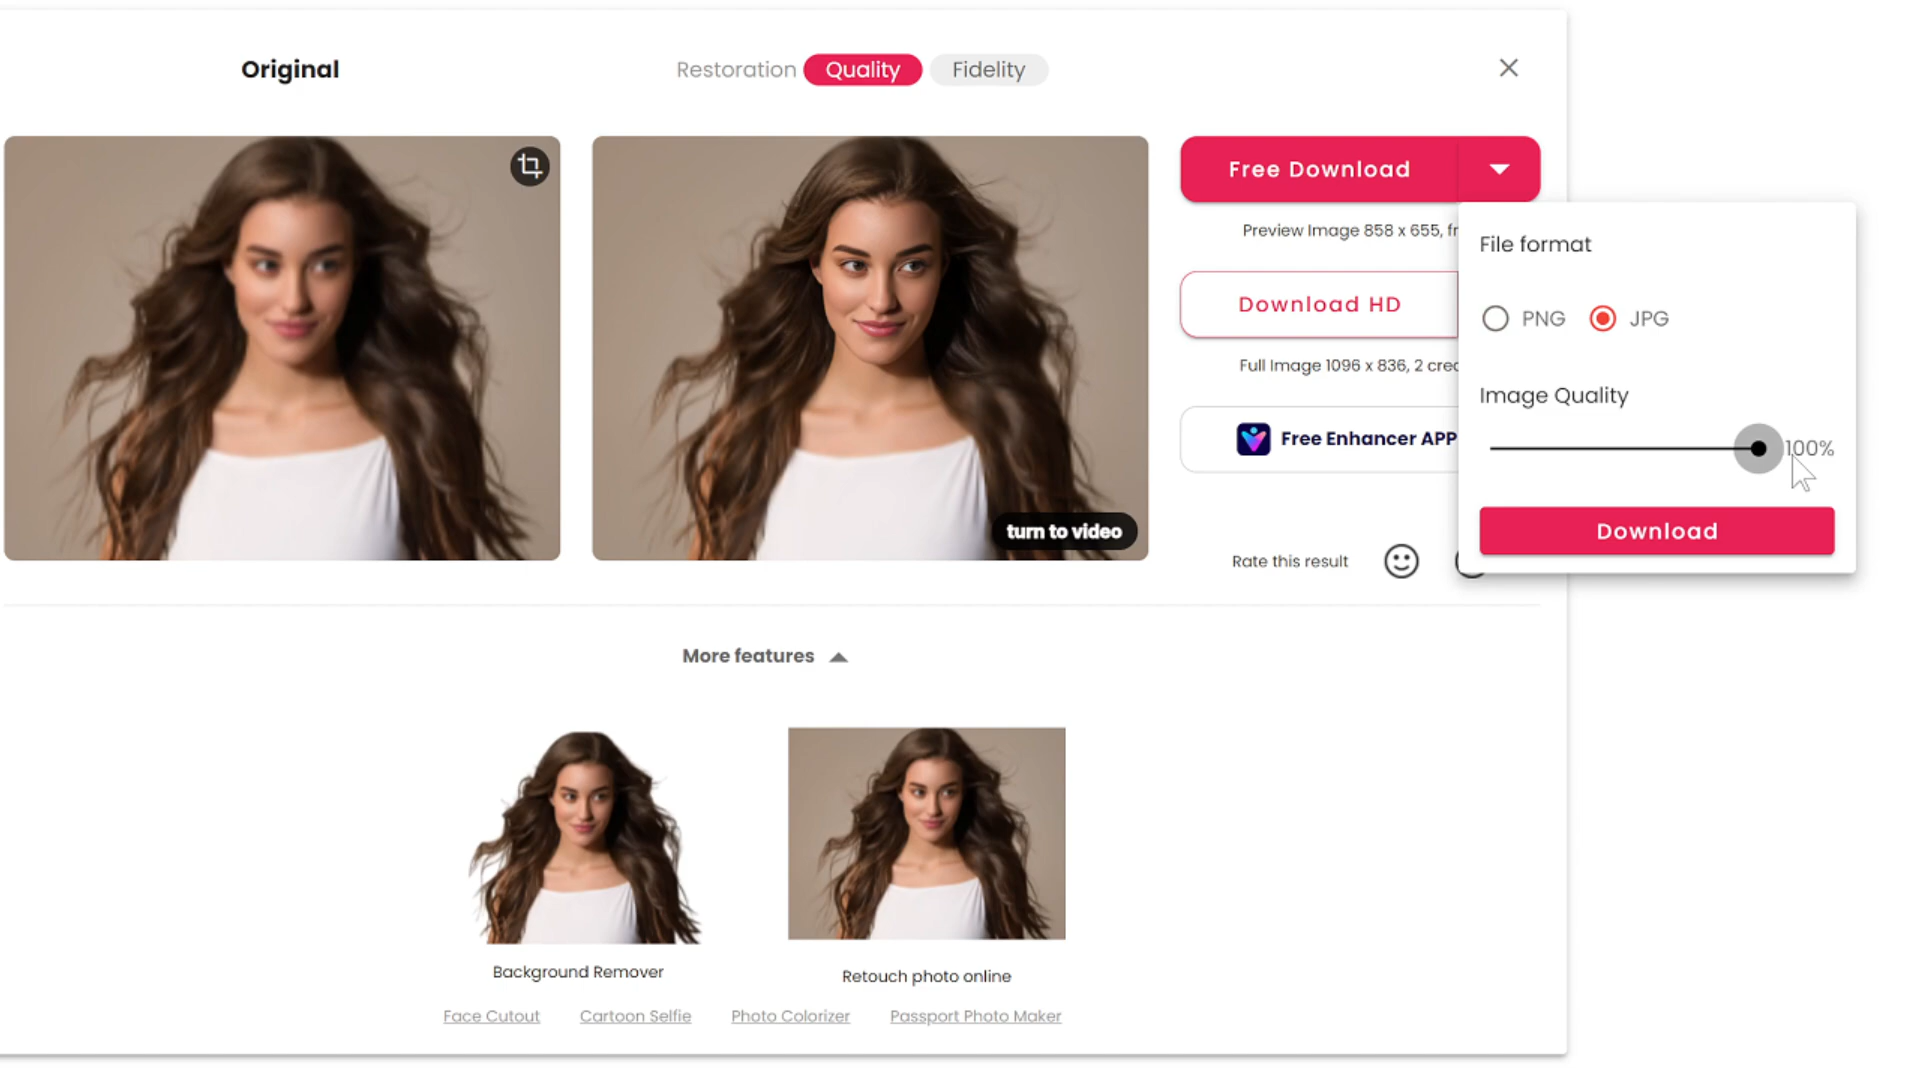 Original
Restoration Quality Fidelity
Free Download
Preview Image 858 x 655, fr
File format
PNG JPG
Download HD
Full Image 1096 x 836, 2 cred
Image Quality
100%
Free Enhancer APP
Download
turn to video
Rate this result
More features
Background Remover
Retouch photo online
Face Cutout Cartoon Selfie Photo Colorizer Passport Photo Maker